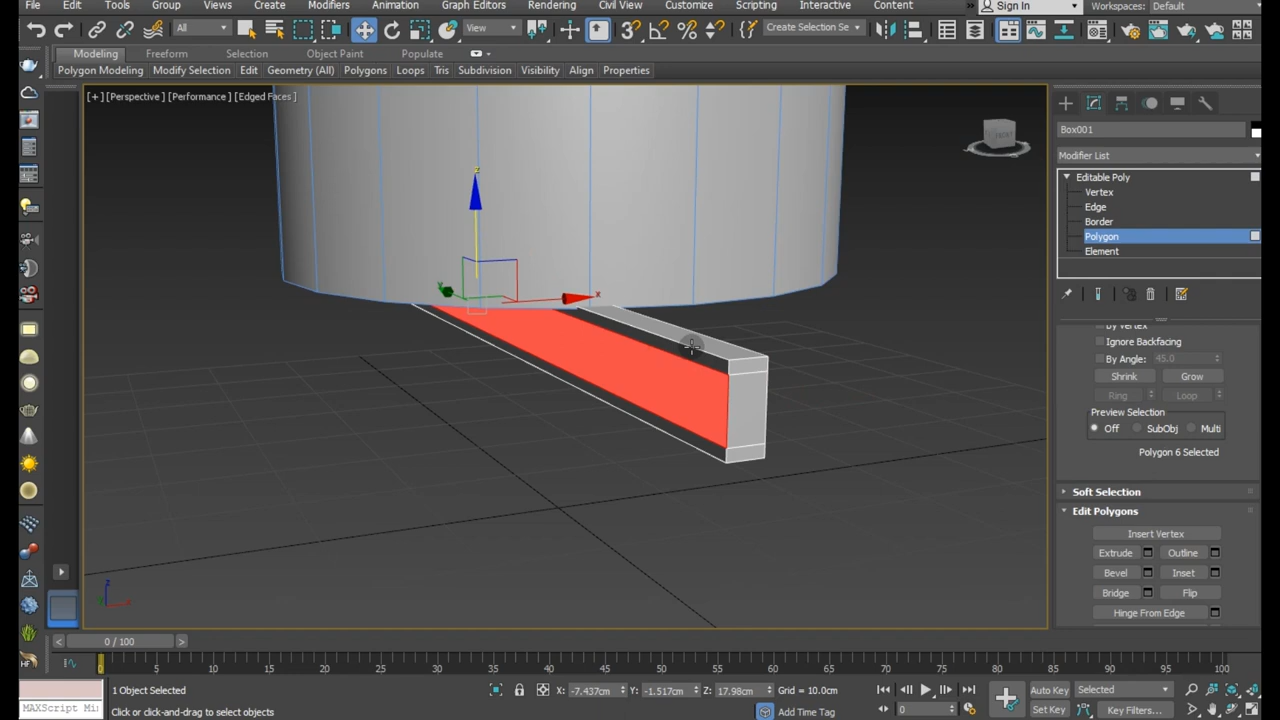 File Edit Tools Group Views Create Modifiers Animation Graph Editors Rendering Civil View Customize Scripting Interactive Content » Sign In Workspaces: Default
All View Create Selection Se
Modeling Freeform Selection Object Paint Populate
Polygon Modeling Modify Selection Edit Geometry (All) Polygons Loops Tris Subdivision Visibility Align Properties
[+] [Perspective] [Performance] [Edged Faces]
Box001
Modifier List
Editable Poly
Vertex
Edge
Border
Polygon
Element
By Vertex
Ignore Backfacing
By Angle: 45.0
Shrink Grow
Ring Loop
Preview Selection
Off SubObj Multi
Polygon 6 Selected
Soft Selection
Edit Polygons
Insert Vertex
Extrude Outline
Bevel Inset
Bridge Flip
Hinge From Edge
z
x
y
z
x
< 0 / 100 >
0 5 10 15 20 25 30 35 40 45 50 55 60 65 70 75 80 85 90 95 100
1 Object Selected X: -7.437cm Y: -1.517cm Z: 17.98cm Grid = 10.0cm Auto Key Selected
MAXScript Mi Click or click-and-drag to select objects Add Time Tag 0 Set Key Key Filters...